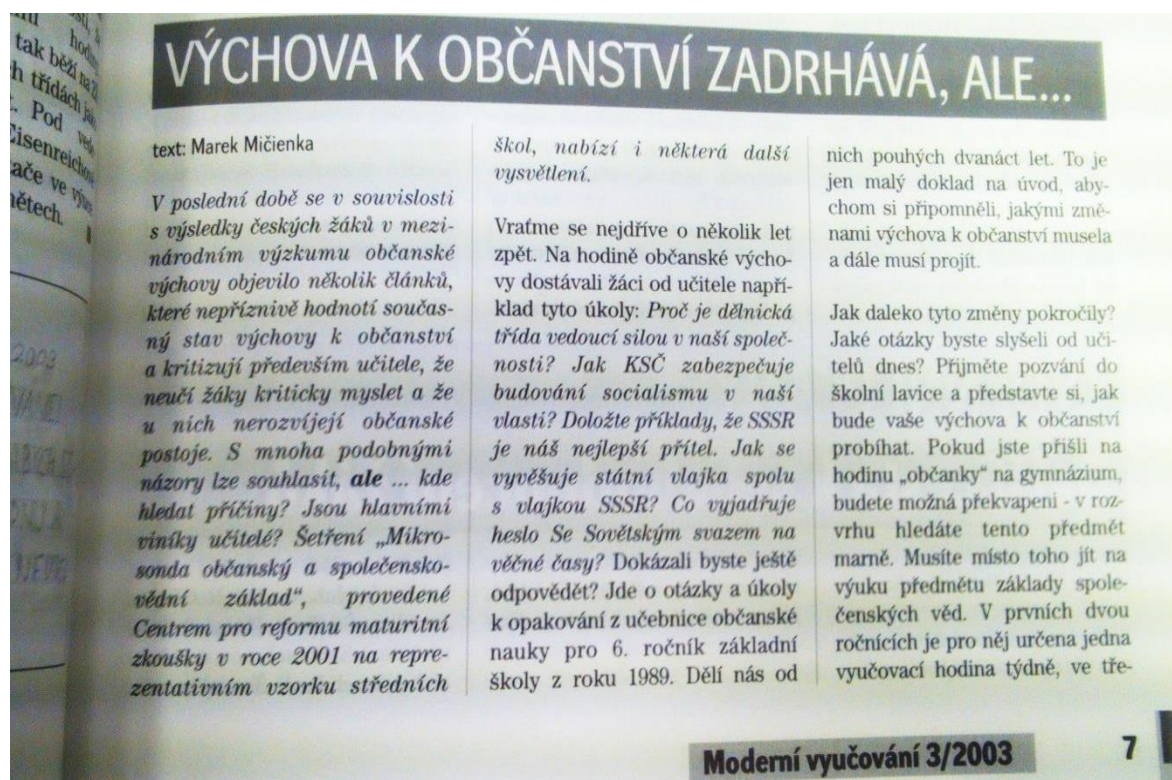 hodin
tak běží na
h třídách
Pod
Eisenreichov
ače ve výu
nětech.
2003
VÝCHOVA K OBČANSTVÍ ZADRHÁVÁ, ALE...
text: Marek Mičienka
V poslední době se v souvislosti
s výsledky českých žáků v mezi-
národním výzkumu občanské
výchovy objevilo několik článků,
které nepříznivě hodnotí součas-
ný stav výchovy k občanství
a kritizují především učitele, že
neučí žáky kriticky myslet a že
u nich nerozvíjejí občanské
postoje. S mnoha podobnými
názory lze souhlasit, ale ... kde
hledat příčiny? Jsou hlavními
viníky učitelé? Šetření „Mikro-
sonda občanský a společensko-
vědní základ“, provedené
Centrem pro reformu maturitní
zkoušky v roce 2001 na repre-
zentativním vzorku středních
škol, nabízí i některá další
vysvětlení.
Vraťme se nejdříve o několik let
zpět. Na hodině občanské výcho-
vy dostávali žáci od učitele napří-
klad tyto úkoly: Proč je dělnická
třída vedoucí silou v naší společ-
nosti? Jak KSČ zabezpečuje
budování socialismu v naší
vlasti? Doložte příklady, že SSSR
je náš nejlepší přítel. Jak se
vyvěšuje státní vlajka spolu
s vlajkou SSSR? Co vyjadřuje
heslo Se Sovětským svazem na
věčné časy? Dokázali byste ještě
odpovědět? Jde o otázky a úkoly
k opakování z učebnice občanské
nauky pro 6. ročník základní
školy z roku 1989. Dělí nás od
nich pouhých dvanáct let. To je
jen malý doklad na úvod, aby-
chom si připomněli, jakými změ-
nami výchova k občanství musela
a dále musí projít.
Jak daleko tyto změny pokročily?
Jaké otázky byste slyšeli od uči-
telů dnes? Přijměte pozvání do
školní lavice a představte si, jak
bude vaše výchova k občanství
probíhat. Pokud jste přišli na
hodinu „občanky“ na gymnázium,
budete možná překvapeni - v roz-
vrhu hledáte tento předmět
marně. Musíte místo toho jít na
výuku předmětu základy spole-
čenských věd. V prvních dvou
ročnících je pro něj určena jedna
vyučovací hodina týdně, ve tře-
Moderní vyučování 3/2003
7